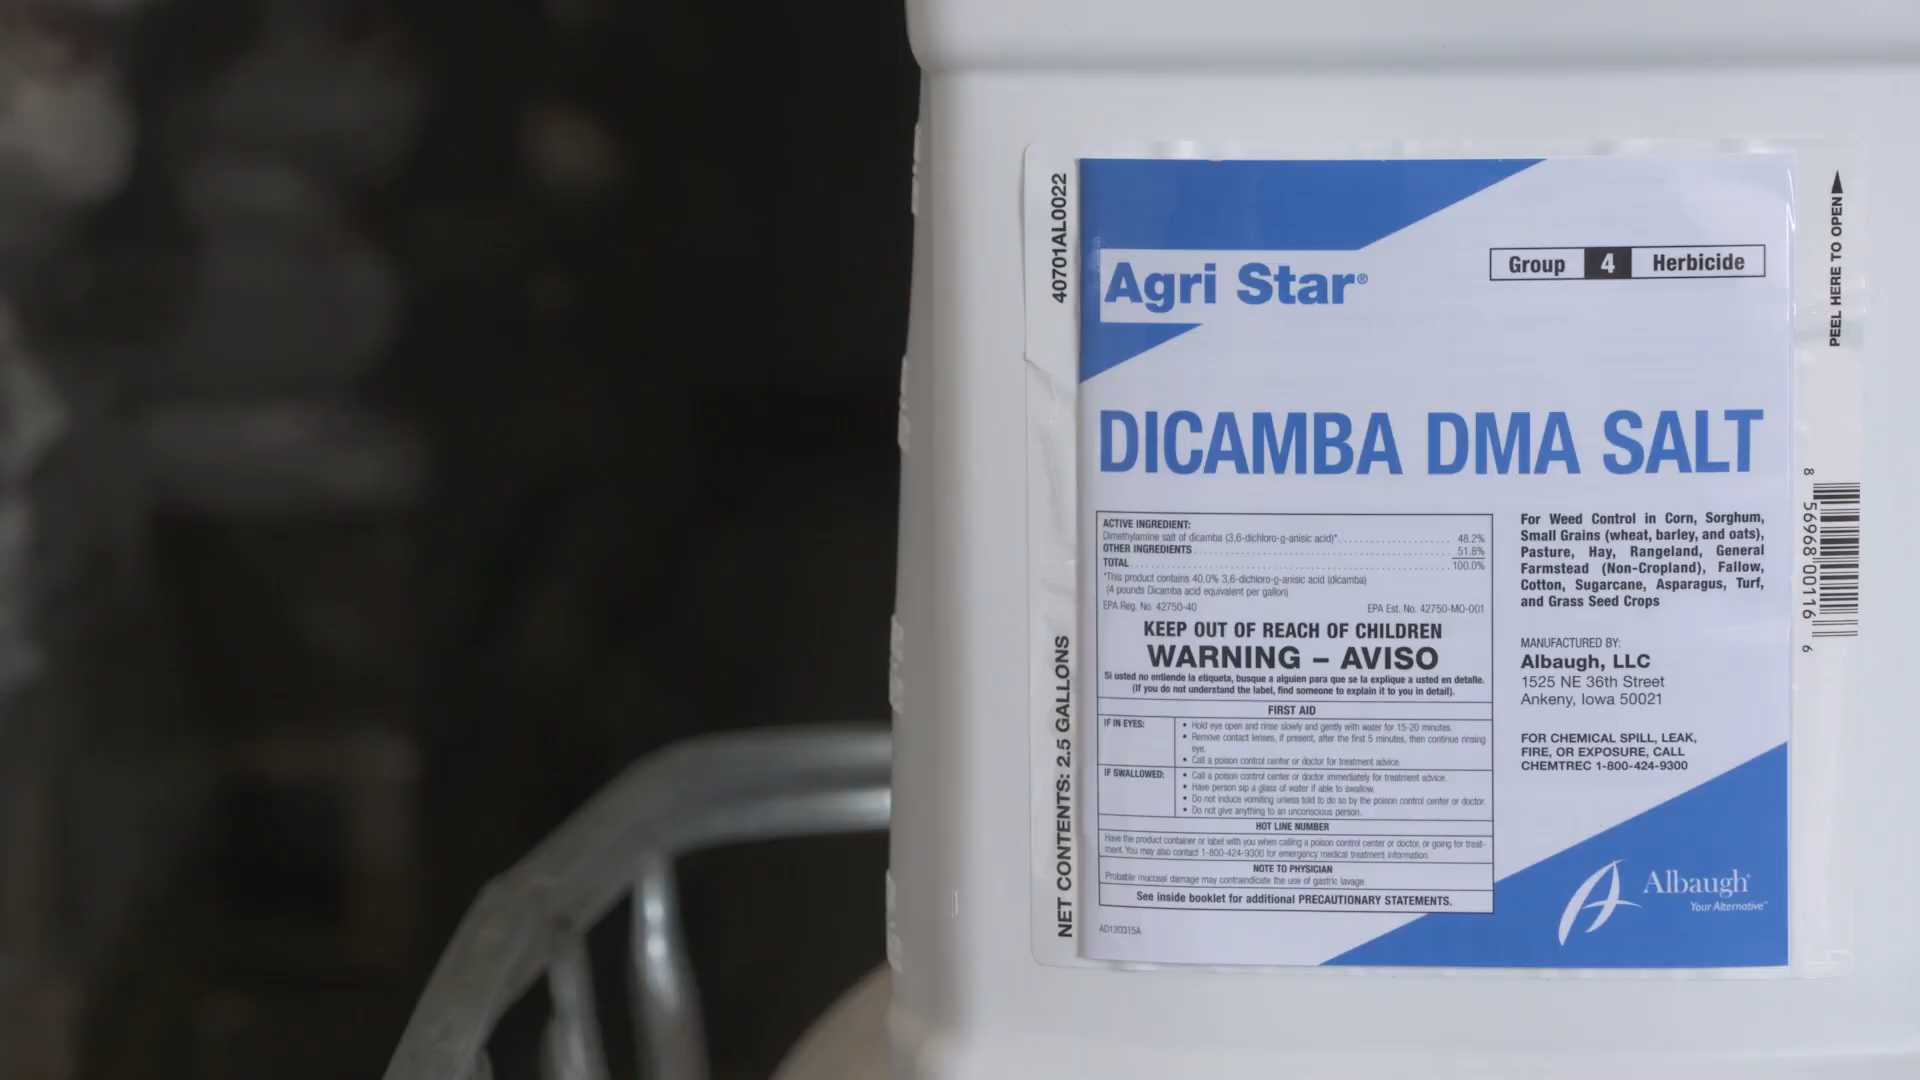 40701AL0022
NET CONTENTS: 2.5 GALLONS
Agri Star®
Group 4 Herbicide
DICAMBA DMA SALT
ACTIVE INGREDIENT:
Dimethylamine salt of dicamba (3,6-dichloro-o-anisic acid)* 48.2%
OTHER INGREDIENTS 51.8%
TOTAL 100.0%
*This product contains 40.0% 3,6-dichloro-o-anisic acid (dicamba)
(4 pounds Dicamba acid equivalent per gallon)
EPA Reg. No. 42750-40 EPA Est. No. 42750-MO-001
KEEP OUT OF REACH OF CHILDREN
WARNING – AVISO
Si usted no entiende la etiqueta, busque a alguien para que se la explique a usted en detalle.
(If you do not understand the label, find someone to explain it to you in detail).
FIRST AID
IF IN EYES:
• Hold eye open and rinse slowly and gently with water for 15-20 minutes.
• Remove contact lenses, if present, after the first 5 minutes, then continue rinsing
eye.
• Call a poison control center or doctor for treatment advice.
IF SWALLOWED:
• Call a poison control center or doctor immediately for treatment advice.
• Have person sip a glass of water if able to swallow.
• Do not induce vomiting unless told to do so by the poison control center or doctor.
• Do not give anything to an unconscious person.
HOT LINE NUMBER
Have the product container or label with you when calling a poison control center or doctor, or going for treat-
ment. You may also contact 1-800-424-9300 for emergency medical treatment information.
NOTE TO PHYSICIAN
Probable mucosal damage may contraindicate the use of gastric lavage.
See inside booklet for additional PRECAUTIONARY STATEMENTS.
AD120315A
For Weed Control in Corn, Sorghum,
Small Grains (wheat, barley, and oats),
Pasture, Hay, Rangeland, General
Farmstead (Non-Cropland), Fallow,
Cotton, Sugarcane, Asparagus, Turf,
and Grass Seed Crops
MANUFACTURED BY:
Albaugh, LLC
1525 NE 36th Street
Ankeny, Iowa 50021
FOR CHEMICAL SPILL, LEAK,
FIRE, OR EXPOSURE, CALL
CHEMTREC 1-800-424-9300
Albaugh®
Your Alternative™
PEEL HERE TO OPEN
8 56968 00116 6